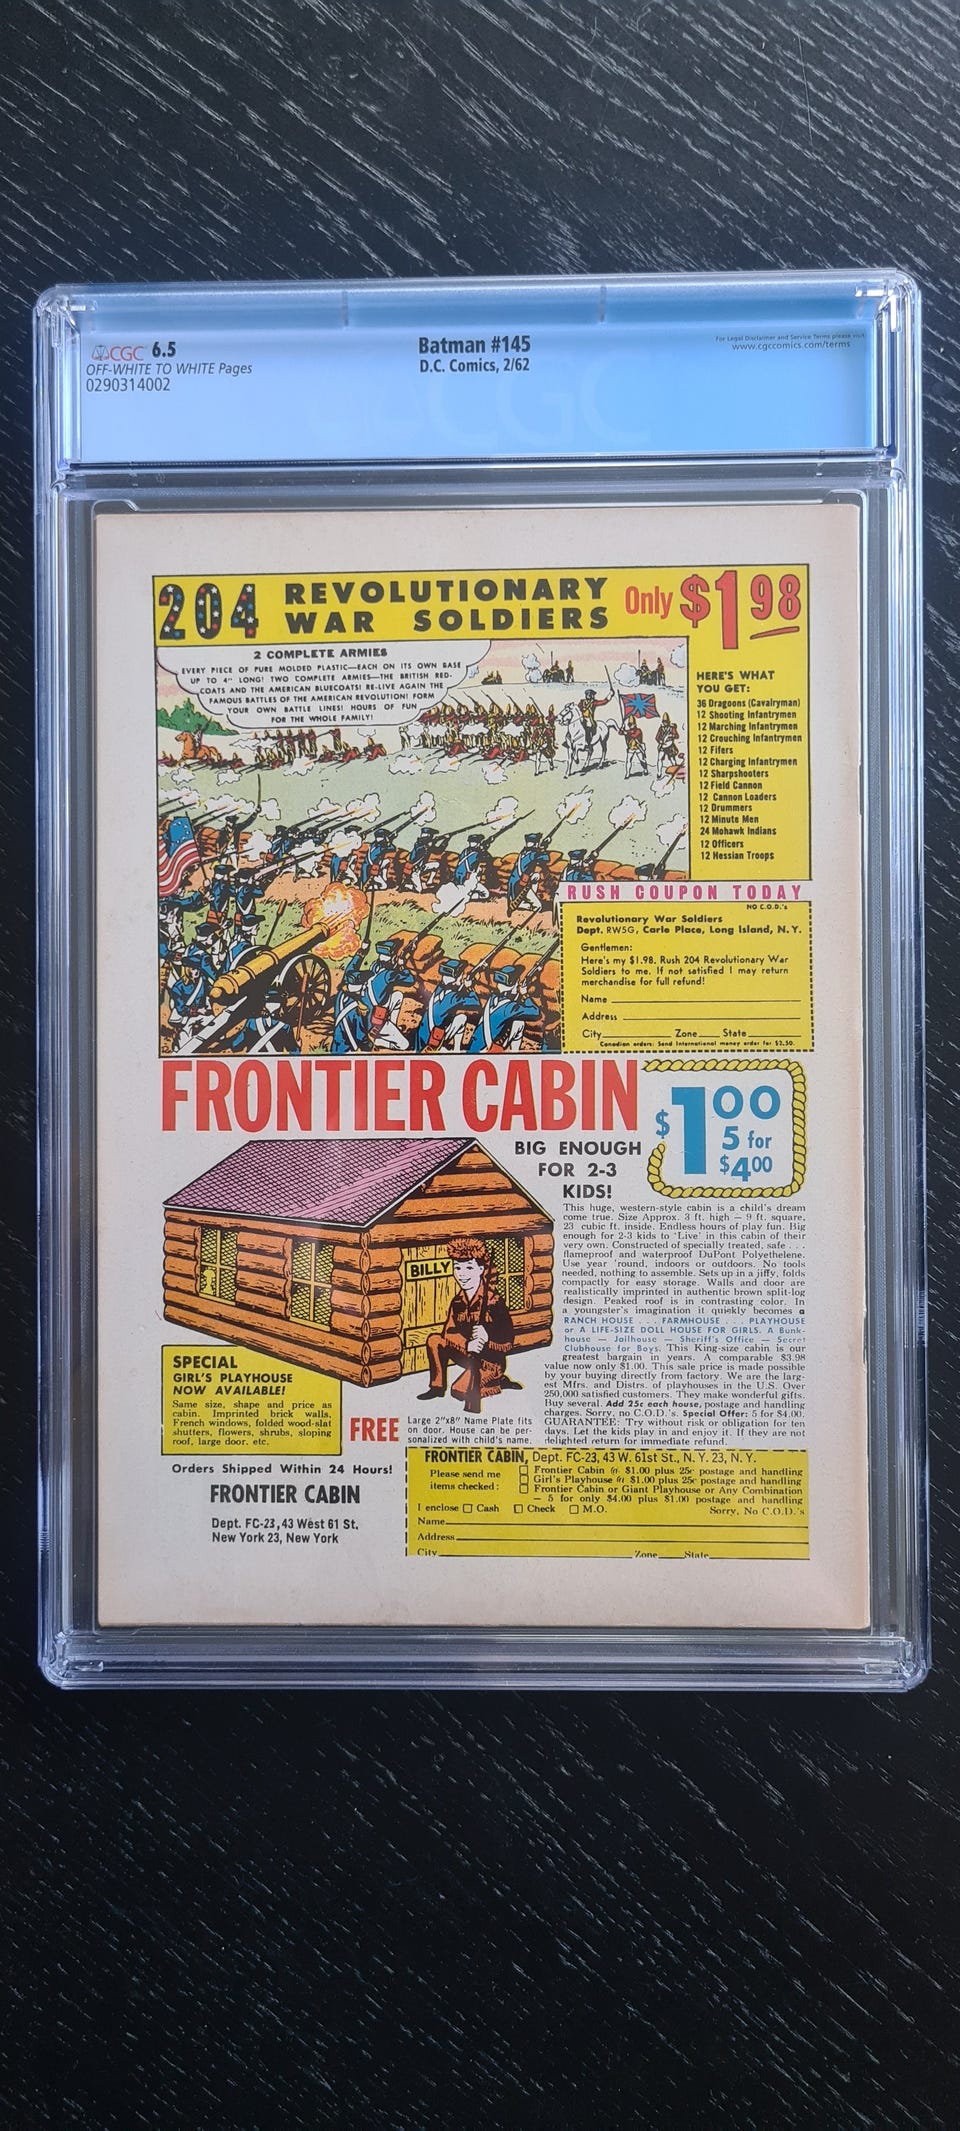 CGC 6.5
OFF-WHITE TO WHITE Pages
0290314002
Batman #145
D.C. Comics, 2/62
For Legal Disclaimer and Service Terms please visit
www.cgccomics.com/terms
CGC
204 REVOLUTIONARY
WAR SOLDIERS
Only $1.98
2 COMPLETE ARMIES
EVERY PIECE OF PURE MOLDED PLASTIC—EACH ON ITS OWN BASE
UP TO 4" LONG! TWO COMPLETE ARMIES—THE BRITISH RED-
COATS AND THE AMERICAN BLUECOATS! RE-LIVE AGAIN THE
FAMOUS BATTLES OF THE AMERICAN REVOLUTION! FORM
YOUR OWN BATTLE LINES! HOURS OF FUN
FOR THE WHOLE FAMILY!
HERE'S WHAT
YOU GET:
36 Dragoons (Cavalryman)
12 Shooting Infantrymen
12 Marching Infantrymen
12 Crouching Infantrymen
12 Fifers
12 Charging Infantrymen
12 Sharpshooters
12 Field Cannon
12 Cannon Loaders
12 Drummers
12 Minute Men
24 Mohawk Indians
12 Officers
12 Hessian Troops
RUSH COUPON TODAY
NO C.O.D.'s
Revolutionary War Soldiers
Dept. RW5G, Carle Place, Long Island, N.Y.
Gentlemen:
Here's my $1.98. Rush 204 Revolutionary War
Soldiers to me. If not satisfied I may return
merchandise for full refund!
Name
Address
City Zone State
Canadian orders: Send International money order for $2.50.
FRONTIER CABIN
$1.00
5 for
$4.00
BIG ENOUGH
FOR 2-3
KIDS!
This huge, western-style cabin is a child's dream
come true. Size Approx. 3 ft. high — 9 ft. square,
23 cubic ft. inside. Endless hours of play fun. Big
enough for 2-3 kids to 'Live' in this cabin of their
very own. Constructed of specially treated, safe . . .
flameproof and waterproof DuPont Polyethelene.
Use year 'round, indoors or outdoors. No tools
needed, nothing to assemble. Sets up in a jiffy, folds
compactly for easy storage. Walls and door are
realistically imprinted in authentic brown split-log
design. Peaked roof is in contrasting color. In
a youngster's imagination it quickly becomes a
RANCH HOUSE . . . FARMHOUSE . . . PLAYHOUSE
or A LIFE-SIZE DOLL HOUSE FOR GIRLS. A Bunk-
house — Jailhouse — Sheriff's Office — Secret
Clubhouse for Boys. This King-size cabin is our
greatest bargain in years. A comparable $3.98
value now only $1.00. This sale price is made possible
by your buying directly from factory. We are the larg-
est Mfrs. and Distrs. of playhouses in the U.S. Over
250,000 satisfied customers. They make wonderful gifts.
Buy several. Add 25c each house, postage and handling
charges. Sorry, no C.O.D.'s. Special Offer: 5 for $4.00.
GUARANTEE: Try without risk or obligation for ten
days. Let the kids play in and enjoy it. If they are not
delighted return for immediate refund.
BILLY
SPECIAL
GIRL'S PLAYHOUSE
NOW AVAILABLE!
Same size, shape and price as
cabin. Imprinted brick walls,
French windows, folded wood-slat
shutters, flowers, shrubs, sloping
roof, large door, etc.
FREE
Large 2"x8" Name Plate fits
on door. House can be per-
sonalized with child's name.
Orders Shipped Within 24 Hours!
FRONTIER CABIN
Dept. FC-23, 43 West 61 St.
New York 23, New York
FRONTIER CABIN, Dept. FC-23, 43 W. 61st St., N. Y. 23, N. Y.
Please send me
items checked:
Frontier Cabin @ $1.00 plus 25c postage and handling
Girl's Playhouse @ $1.00 plus 25c postage and handling
Frontier Cabin or Giant Playhouse or Any Combination
— 5 for only $4.00 plus $1.00 postage and handling
I enclose Cash Check M.O. Sorry, No C.O.D.'s
Name
Address
City Zone State